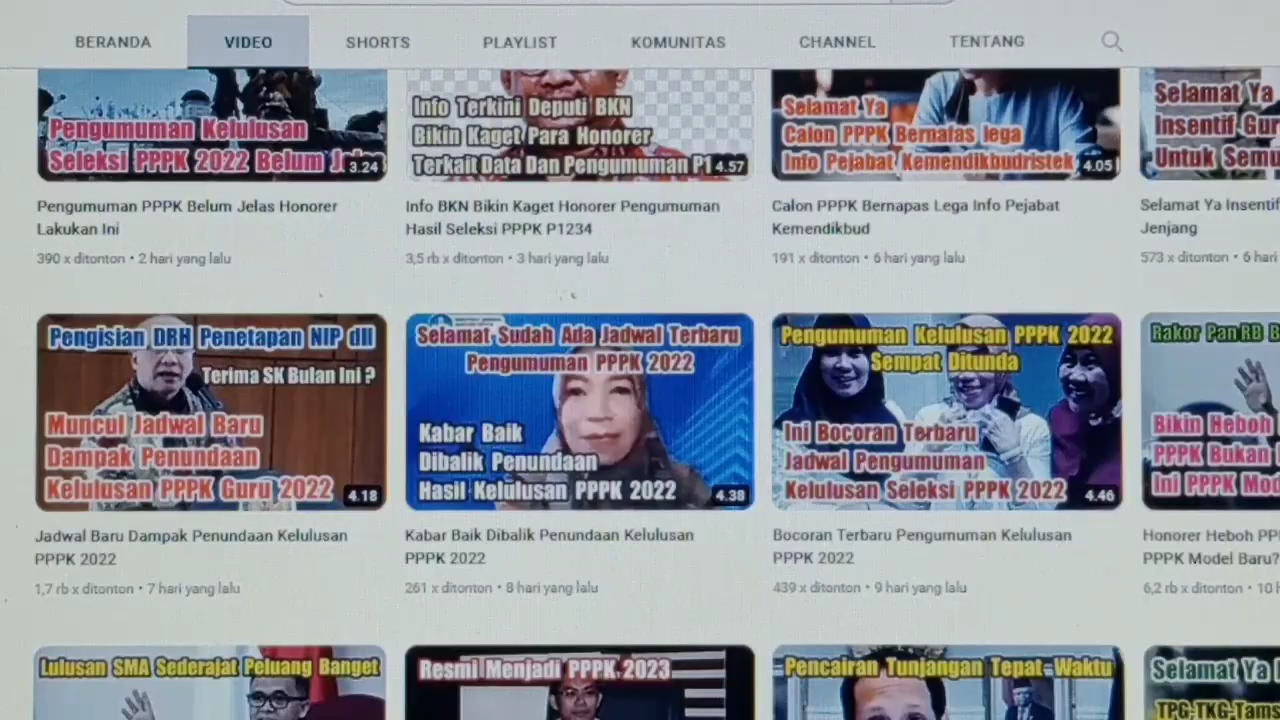 BERANDA VIDEO SHORTS PLAYLIST KOMUNITAS CHANNEL TENTANG
Pengumuman Kelulusan
Seleksi PPPK 2022 Belum
3.24
Info Terkini Deputi BKN
Bikin Kaget Para Honorer
Terkait Data Dan Pengumuman P1
4.57
Selamat Ya
Calon PPPK Bernafas lega
Info Pejabat Kemendikbudristek
4.05
Selamat Ya
Insentif
Untuk
Pengumuman PPPK Belum Jelas Honorer
Lakukan Ini
390 x ditonton • 2 hari yang lalu
Info BKN Bikin Kaget Honorer Pengumuman
Hasil Seleksi PPPK P1234
3,5 rb x ditonton • 3 hari yang lalu
Calon PPPK Bernapas Lega Info Pejabat
Kemendikbud
191 x ditonton • 6 hari yang lalu
Selamat Ya Insentif
Jenjang
573 x ditonton • 6 hari
Pengisian DRH Penetapan NIP dll
Terima SK Bulan Ini ?
Muncul Jadwal Baru
Dampak Penundaan
Kelulusan PPPK Guru 2022
4.18
Selamat Sudah Ada Jadwal Terbaru
Pengumuman PPPK 2022
Kabar Baik
Dibalik Penundaan
Hasil Kelulusan PPPK 2022
4.38
Pengumuman Kelulusan PPPK 2022
Sempat Ditunda
Ini Bocoran Terbaru
Jadwal Pengumuman
Kelulusan Seleksi PPPK 2022
4.46
Rakor Pan RB
Bikin Heboh
PPPK Bukan
Ini PPPK
Jadwal Baru Dampak Penundaan Kelulusan
PPPK 2022
1,7 rb x ditonton • 7 hari yang lalu
Kabar Baik Dibalik Penundaan Kelulusan
PPPK 2022
261 x ditonton • 8 hari yang lalu
Bocoran Terbaru Pengumuman Kelulusan
PPPK 2022
439 x ditonton • 9 hari yang lalu
Honorer Heboh
PPPK Model Baru?
6,2 rb x ditonton • 10
Lulusan SMA Sederajat Peluang Banget
Resmi Menjadi PPPK 2023
Pencairan Tunjangan Tepat Waktu
Selamat Ya
TPG-TKG-Tams